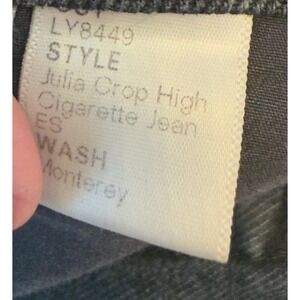 LY8449
STYLE
Julia Crop High
Cigarette Jean
ES
WASH
Monterey